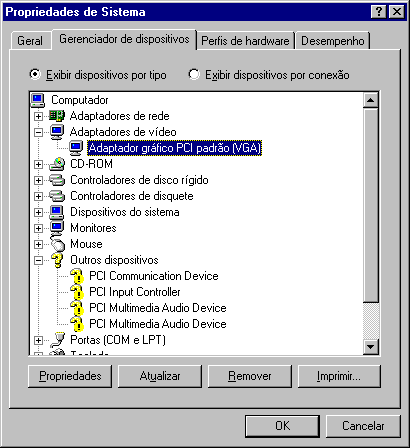 Propriedades de Sistema
Geral Gerenciador de dispositivos Perfis de hardware Desempenho
Exibir dispositivos por tipo Exibir dispositivos por conexão
Computador
Adaptadores de rede
Adaptadores de vídeo
Adaptador gráfico PCI padrão (VGA)
CD-ROM
Controladores de disco rígido
Controladores de disquete
Dispositivos do sistema
Monitores
Mouse
Outros dispositivos
PCI Communication Device
PCI Input Controller
PCI Multimedia Audio Device
PCI Multimedia Audio Device
Portas (COM e LPT)
Teclado
Propriedades Atualizar Remover Imprimir...
OK Cancelar